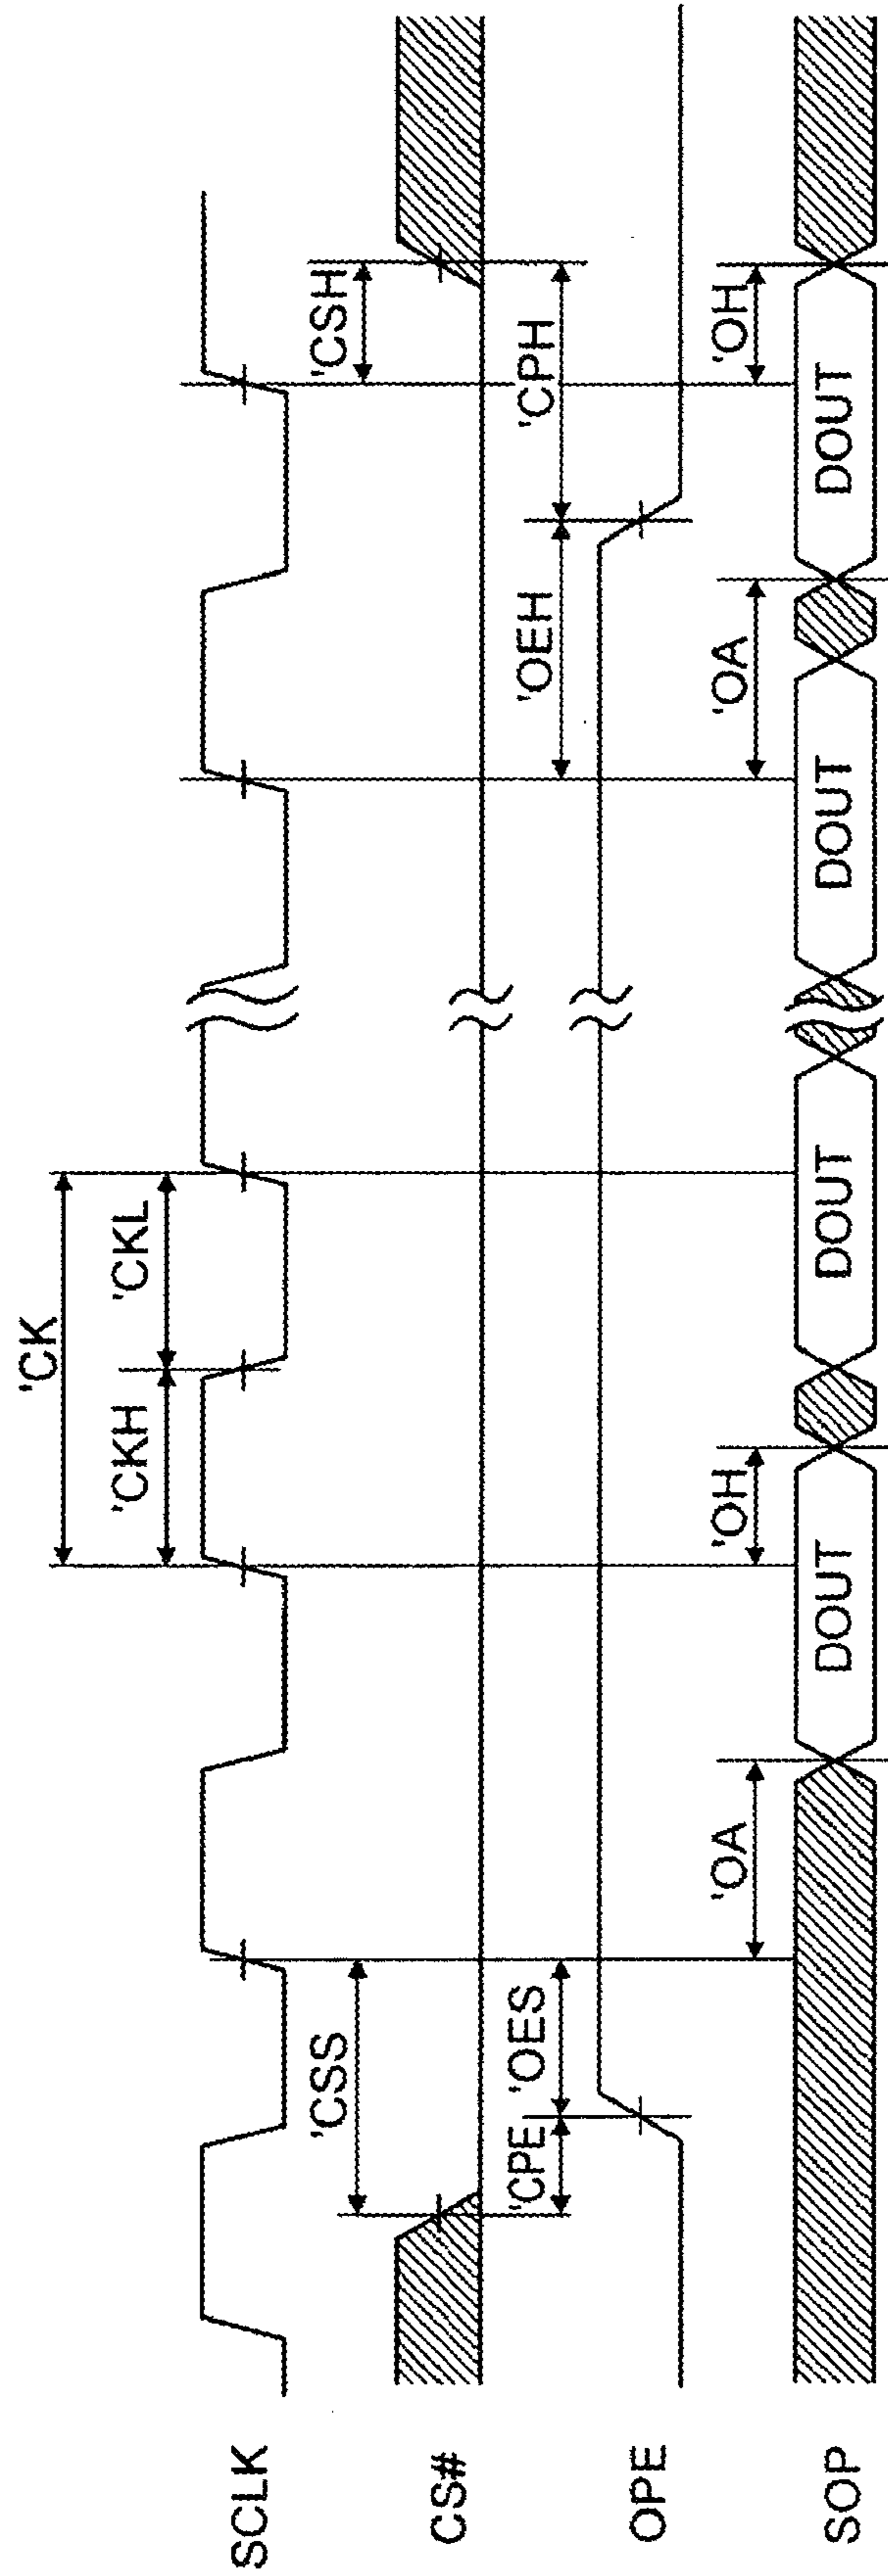 'CK
'CKH 'CKL
SCLK
'CSS 'CSH
CS#
'CPE 'OES 'OEH 'CPH
OPE
'OA 'OH 'OA 'OH
SOP DOUT DOUT DOUT DOUT